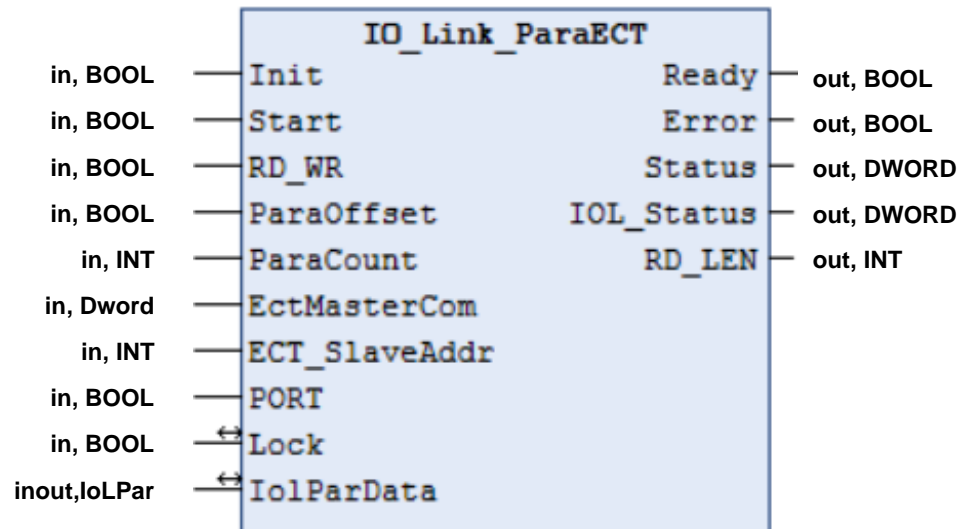 IO_Link_ParaECT
in, BOOL Init Ready out, BOOL
in, BOOL Start Error out, BOOL
in, BOOL RD_WR Status out, DWORD
in, BOOL ParaOffset IOL_Status out, DWORD
in, INT ParaCount RD_LEN out, INT
in, Dword EctMasterCom
in, INT ECT_SlaveAddr
in, BOOL PORT
in, BOOL Lock
inout,IoLPar IolParData